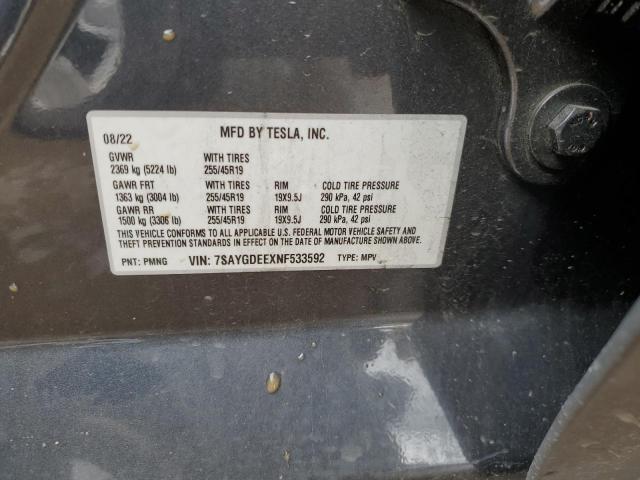 08/22 MFD BY TESLA, INC.
GVWR WITH TIRES
2369 kg (5224 lb) 255/45R19
GAWR FRT WITH TIRES RIM COLD TIRE PRESSURE
1363 kg (3004 lb) 255/45R19 19X9.5J 290 kPa, 42 psi
GAWR RR WITH TIRES RIM COLD TIRE PRESSURE
1500 kg (3306 lb) 255/45R19 19X9.5J 290 kPa, 42 psi
THIS VEHICLE CONFORMS TO ALL APPLICABLE U.S. FEDERAL MOTOR VEHICLE SAFETY AND
THEFT PREVENTION STANDARDS IN EFFECT ON THE DATE OF MANUFACTURE SHOWN ABOVE.
PNT: PMNG VIN: 7SAYGDEEXNF533592 TYPE: MPV